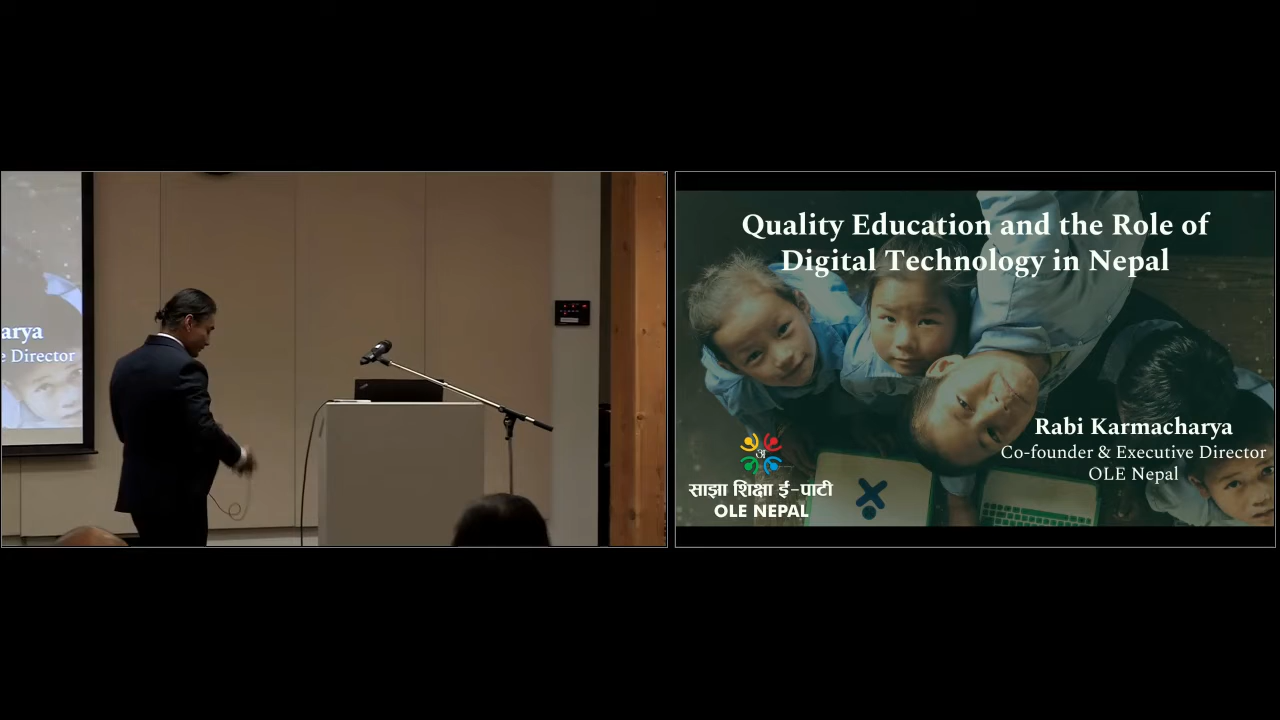 arya
e Director
Quality Education and the Role of
Digital Technology in Nepal
Rabi Karmacharya
Co-founder & Executive Director
OLE Nepal
अ
साझा शिक्षा ई-पाटी
OLE NEPAL